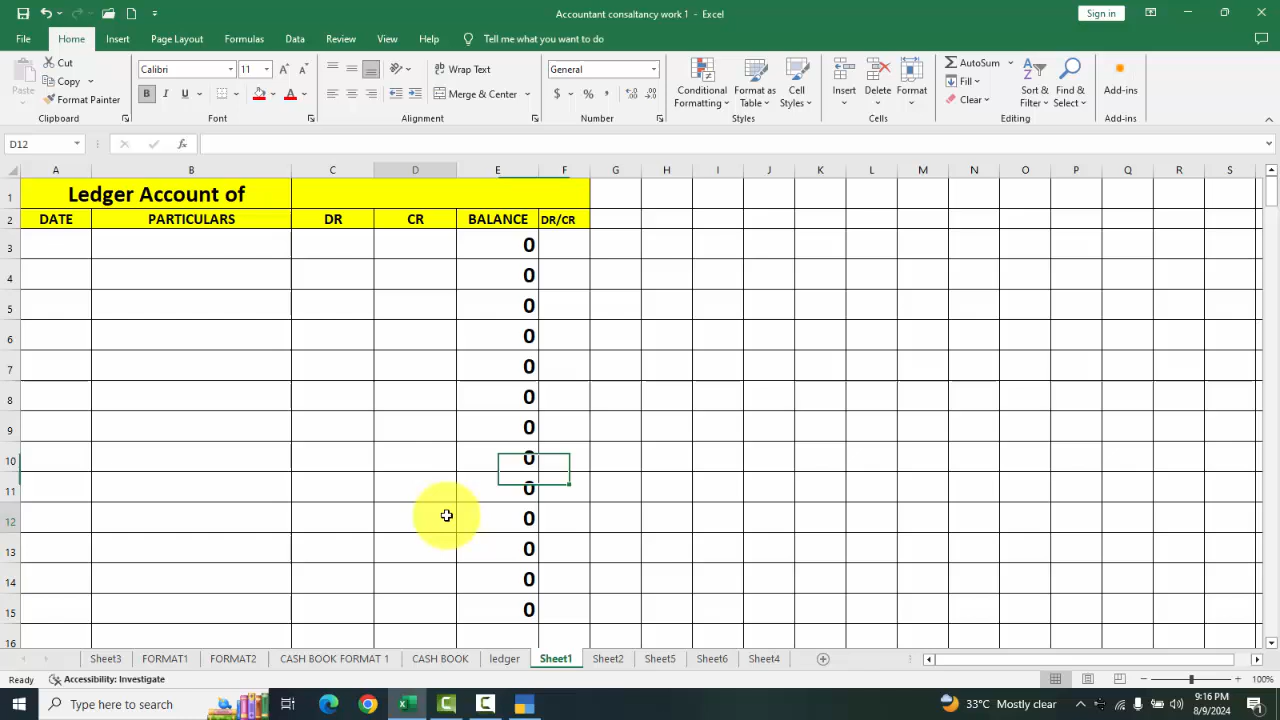 Accountant consaltancy work 1 - Excel
Sign in
File Home Insert Page Layout Formulas Data Review View Help Tell me what you want to do
Paste
Cut
Copy
Format Painter
Clipboard
Calibri 11
B I U
Font
Wrap Text
Merge & Center
Alignment
General
$ % ,
Number
Conditional Formatting
Format as Table
Cell Styles
Styles
Insert Delete Format
Cells
AutoSum
Fill
Clear
Sort & Filter
Find & Select
Editing
Add-ins
Add-ins
D12
fx
A B C D E F G H I J K L M N O P Q R S
1 Ledger Account of
2 DATE PARTICULARS DR CR BALANCE DR/CR
3 0
4 0
5 0
6 0
7 0
8 0
9 0
10 0
11 0
12 0
13 0
14 0
15 0
16
Sheet3 FORMAT1 FORMAT2 CASH BOOK FORMAT 1 CASH BOOK ledger Sheet1 Sheet2 Sheet5 Sheet6 Sheet4
Ready Accessibility: Investigate 100%
Type here to search
33°C Mostly clear
9:16 PM
8/9/2024